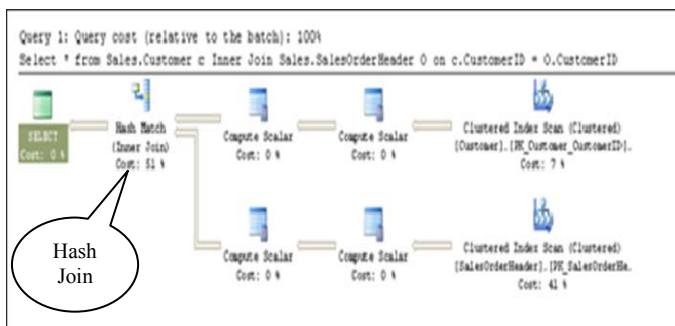 Query 1: Query cost (relative to the batch): 100%
Select * from Sales.Customer c Inner Join Sales.SalesOrderHeader O on c.CustomerID = O.CustomerID
SELECT
Cost: 0 %
Hash Match
(Inner Join)
Cost: 51 %
Compute Scalar
Cost: 0 %
Compute Scalar
Cost: 0 %
Clustered Index Scan (Clustered)
[Customer].[PK_Customer_CustomerID]…
Cost: 7 %
Hash
Join
Compute Scalar
Cost: 0 %
Compute Scalar
Cost: 0 %
Clustered Index Scan (Clustered)
[SalesOrderHeader].[PK_SalesOrderHe…
Cost: 41 %